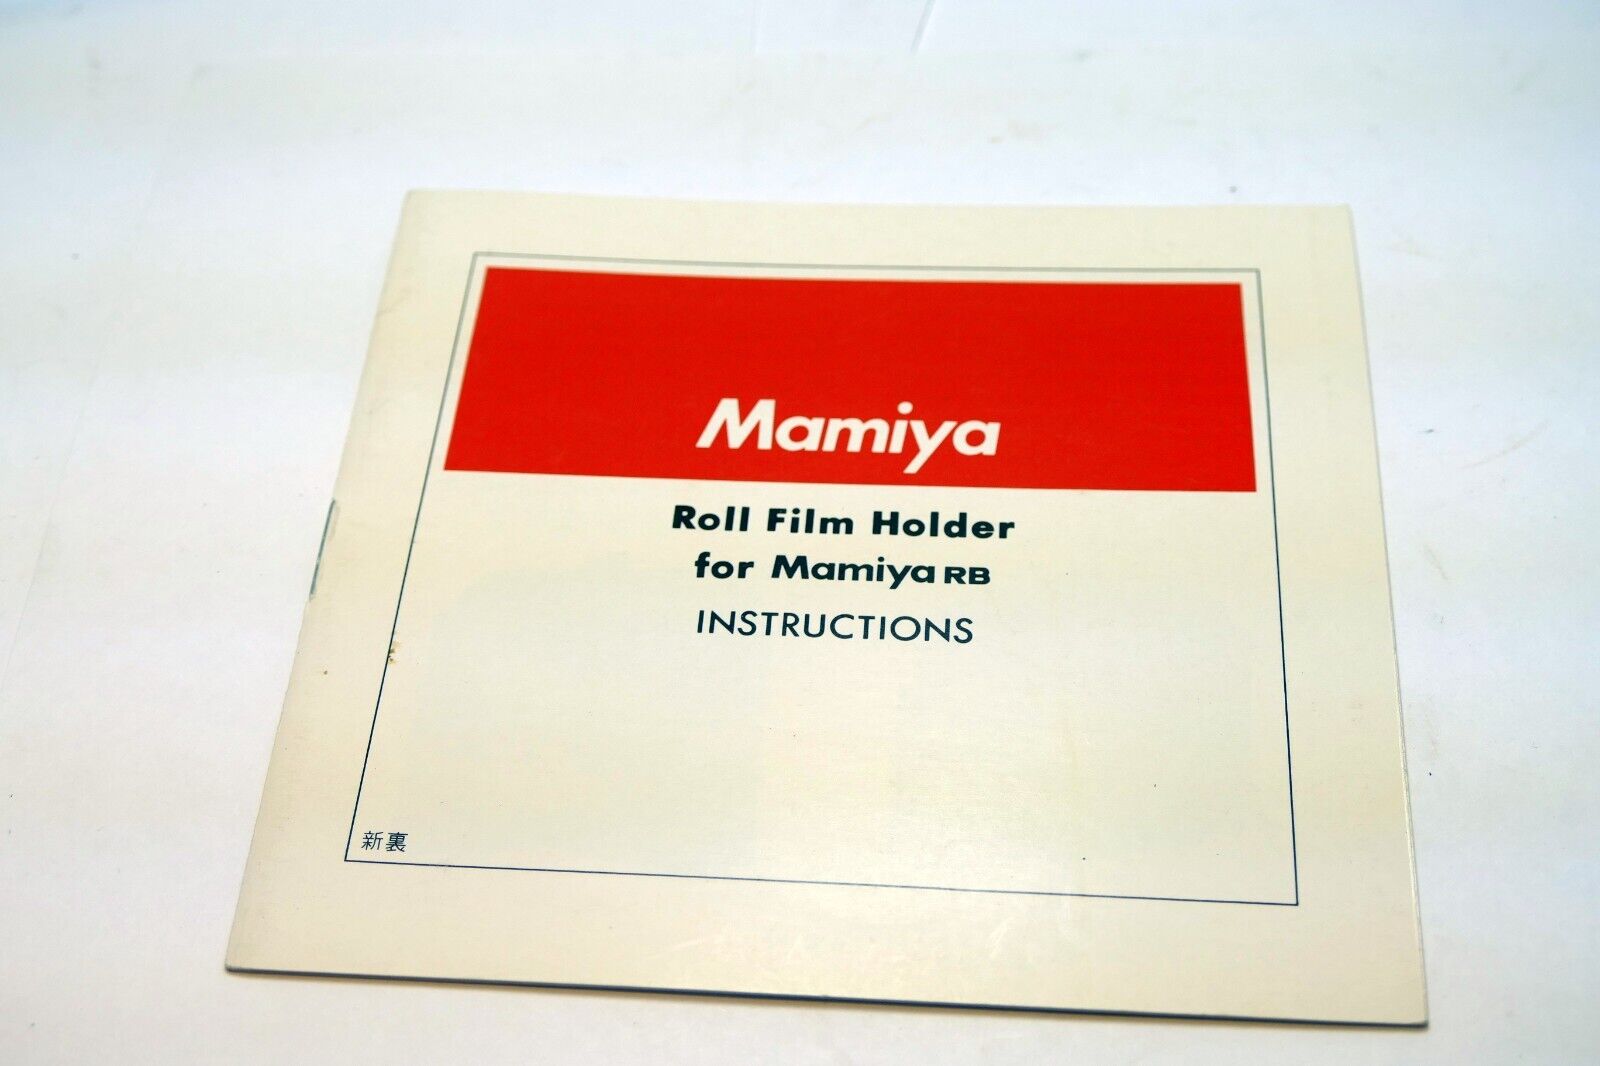 Mamiya
Roll Film Holder
for Mamiya RB
INSTRUCTIONS
新裏